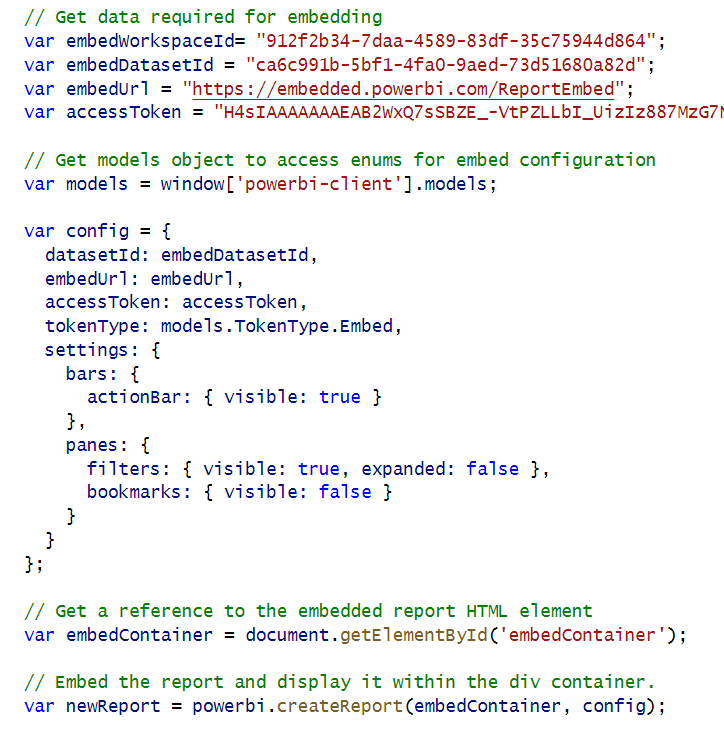 // Get data required for embedding
var embedWorkspaceId= "912f2b34-7daa-4589-83df-35c75944d864";
var embedDatasetId = "ca6c991b-5bf1-4fa0-9aed-73d51680a82d";
var embedUrl = "https://embedded.powerbi.com/ReportEmbed";
var accessToken = "H4sIAAAAAAAEAB2WxQ7sSBZE_-VtPZLLbI_UizIz887MzG7N
// Get models object to access enums for embed configuration
var models = window['powerbi-client'].models;
var config = {
  datasetId: embedDatasetId,
  embedUrl: embedUrl,
  accessToken: accessToken,
  tokenType: models.TokenType.Embed,
  settings: {
    bars: {
      actionBar: { visible: true }
    },
    panes: {
      filters: { visible: true, expanded: false },
      bookmarks: { visible: false }
    }
  }
};
// Get a reference to the embedded report HTML element
var embedContainer = document.getElementById('embedContainer');
// Embed the report and display it within the div container.
var newReport = powerbi.createReport(embedContainer, config);